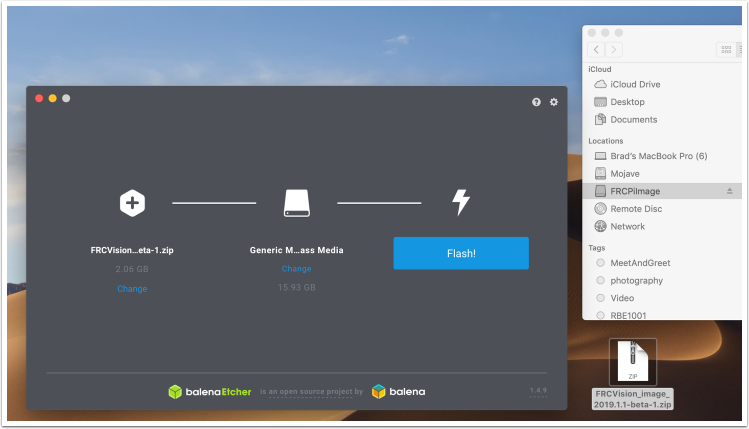 FRCVision...eta-1.zip
2.06 GB
Change
Generic M...ass Media
Change
15.93 GB
Flash!
balenaEtcher is an open source project by balena
1.4.9
iCloud
iCloud Drive
Desktop
Documents
Locations
Brad's MacBook Pro (6)
Mojave
FRCPiImage
Remote Disc
Network
Tags
MeetAndGreet
photography
Video
RBE1001
ZIP
FRCVision_image_
2019.1.1-beta-1.zip